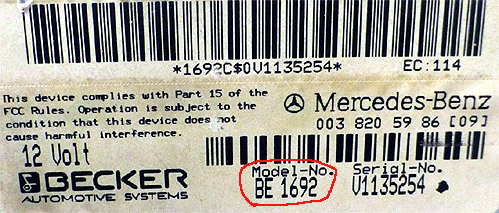 *1692C$0V1135254* EC:114
This device complies with Part 15 of the
FCC Rules. Operation is subject to the
condition that this device does not
cause harmful interference.
Mercedes-Benz
003 820 59 86 [09]
12 Volt
BECKER
AUTOMOTIVE SYSTEMS
Model-No. Serial-No.
BE 1692 V1135254